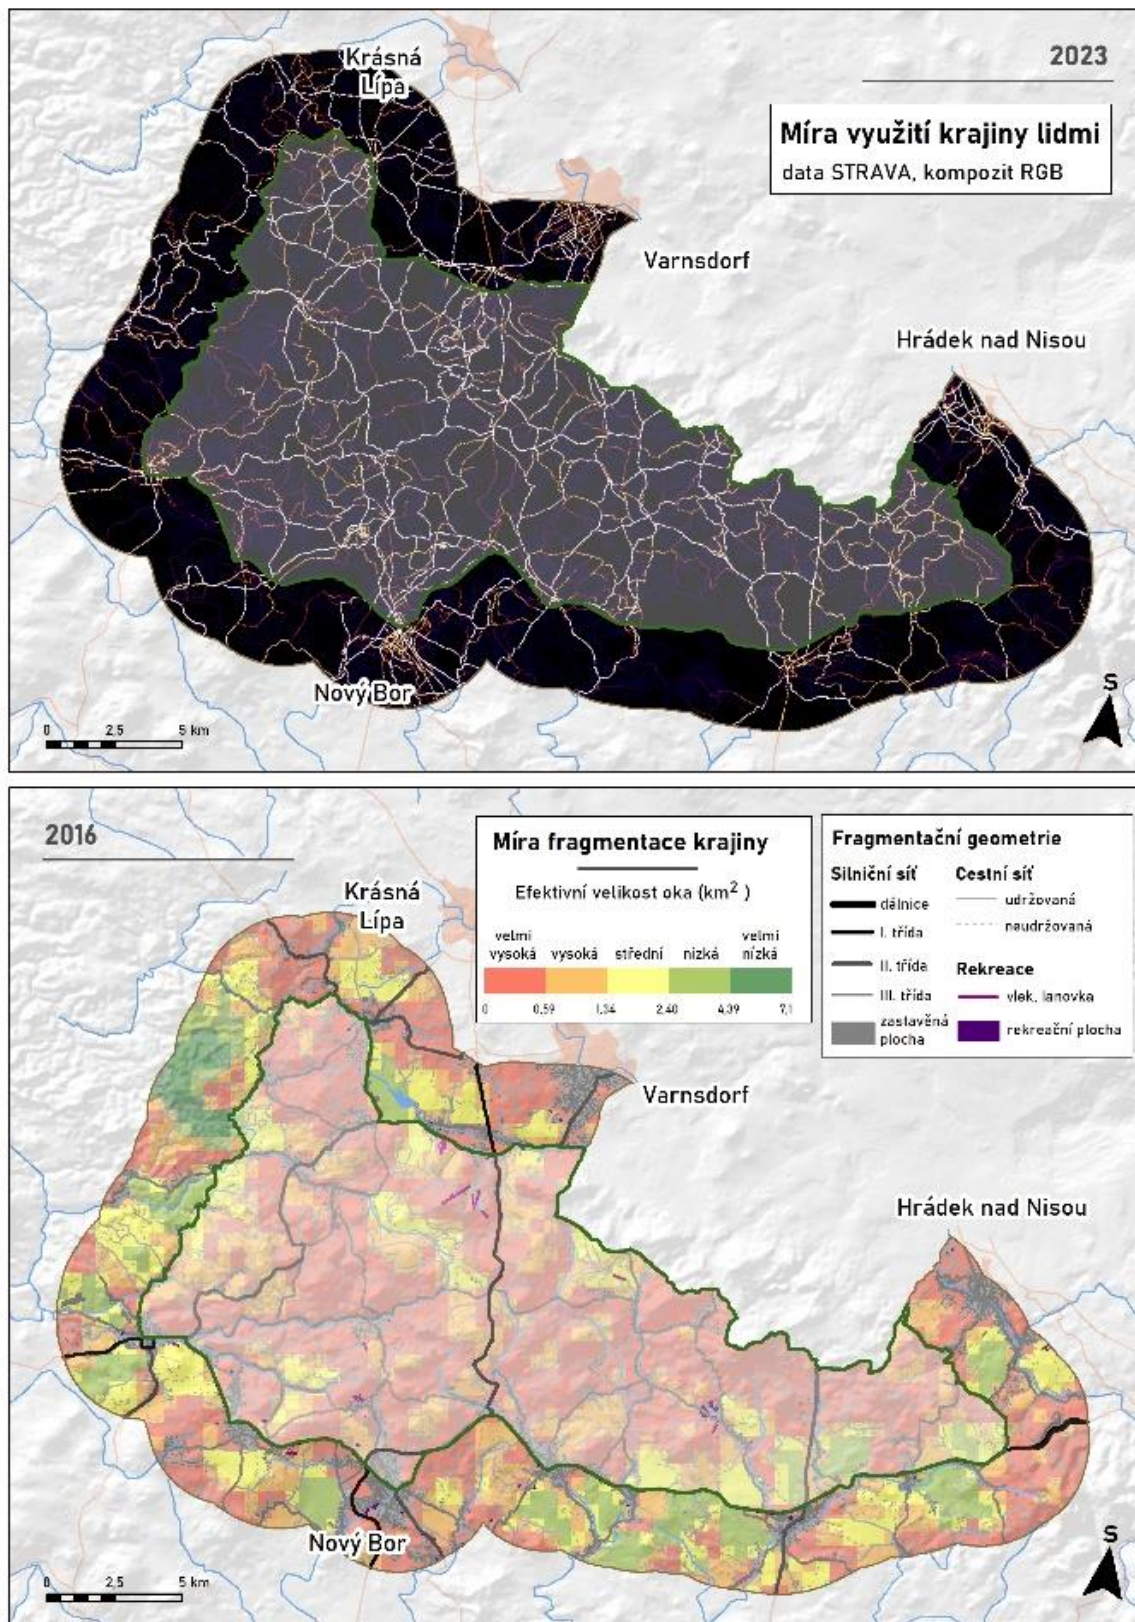 Krásná
Lípa
2023
Míra využití krajiny lidmi
data STRAVA, kompozit RGB
Varnsdorf
Hrádek nad Nisou
Nový Bor
0 2,5 5 km
S
2016
Míra fragmentace krajiny
Efektivní velikost oka (km²)
velmi vysoká vysoká střední nízká velmi nízká
0 0,59 1,34 2,40 4,39 7,1
Fragmentační geometrie
Silniční síť
dálnice
I. třída
II. třída
III. třída
zastavěná
plocha
Cestní síť
udržovaná
neudržovaná
Rekreace
vlek, lanovka
rekreační plocha
Krásná
Lípa
Varnsdorf
Hrádek nad Nisou
Nový Bor
0 2,5 5 km
S